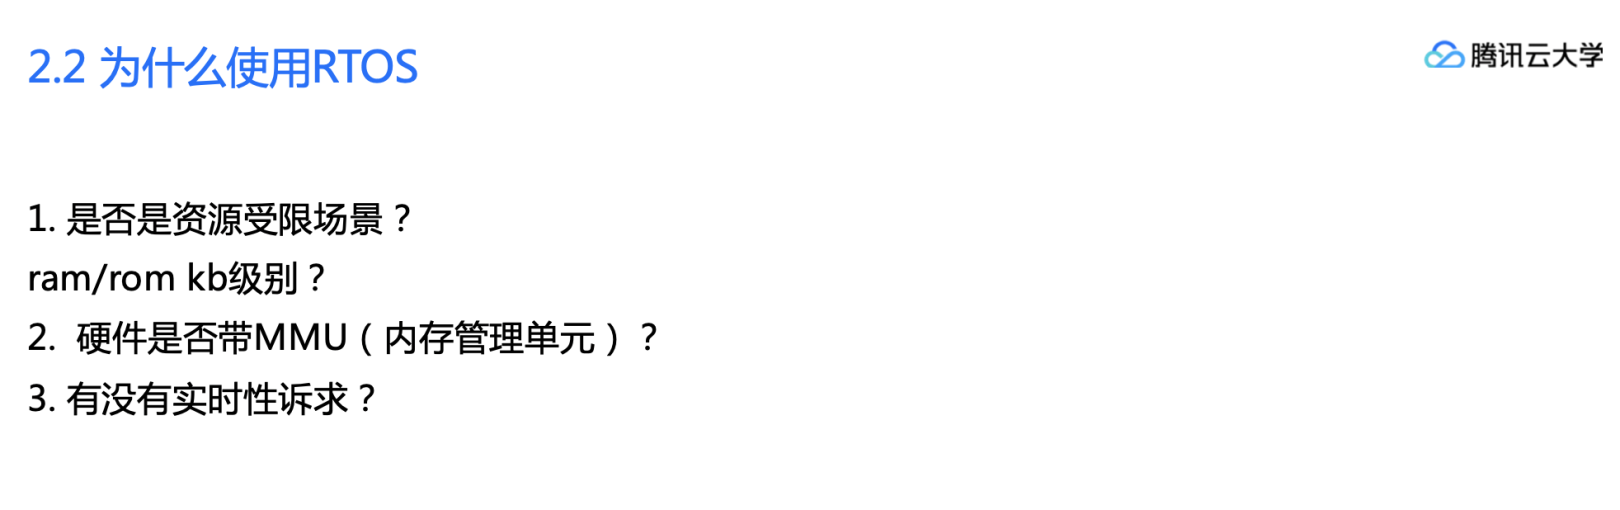 2.2 为什么使用RTOS
腾讯云大学
1. 是否是资源受限场景？
ram/rom kb级别？
2. 硬件是否带MMU（内存管理单元）？
3. 有没有实时性诉求？